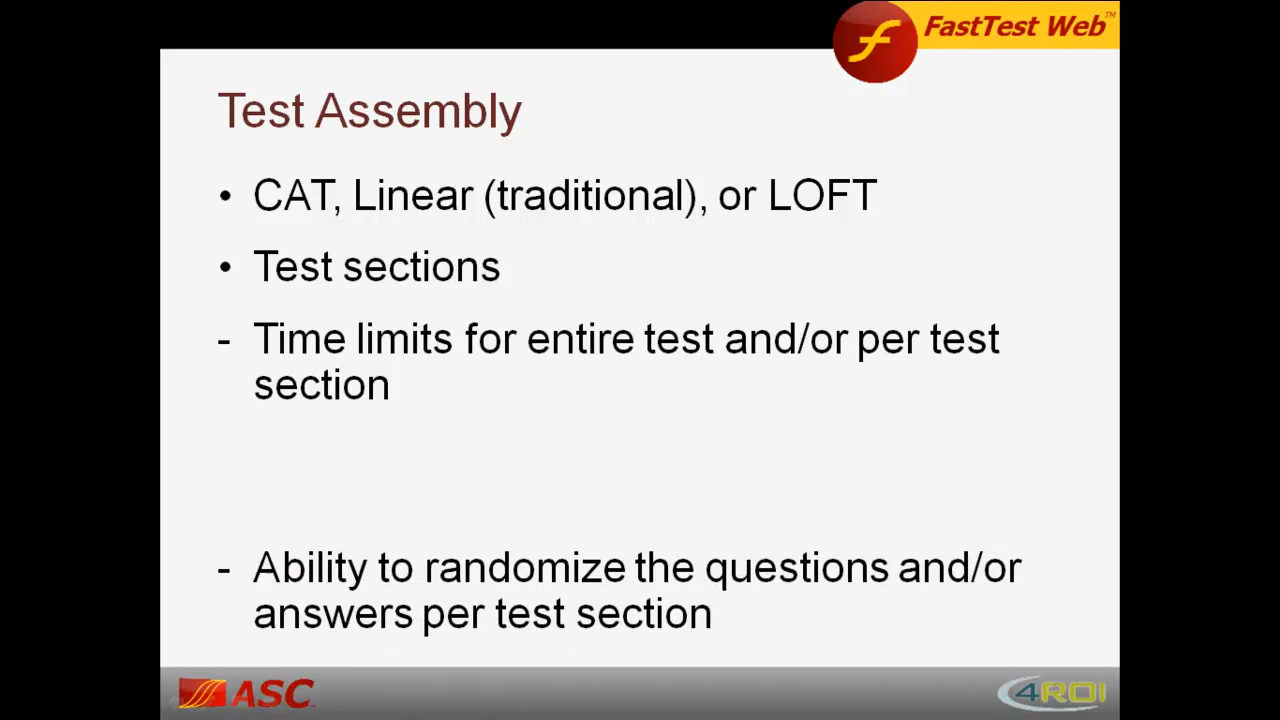 FastTest Web™
Test Assembly
• CAT, Linear (traditional), or LOFT
• Test sections
- Time limits for entire test and/or per test
section
- Ability to randomize the questions and/or
answers per test section
ASC
4ROI